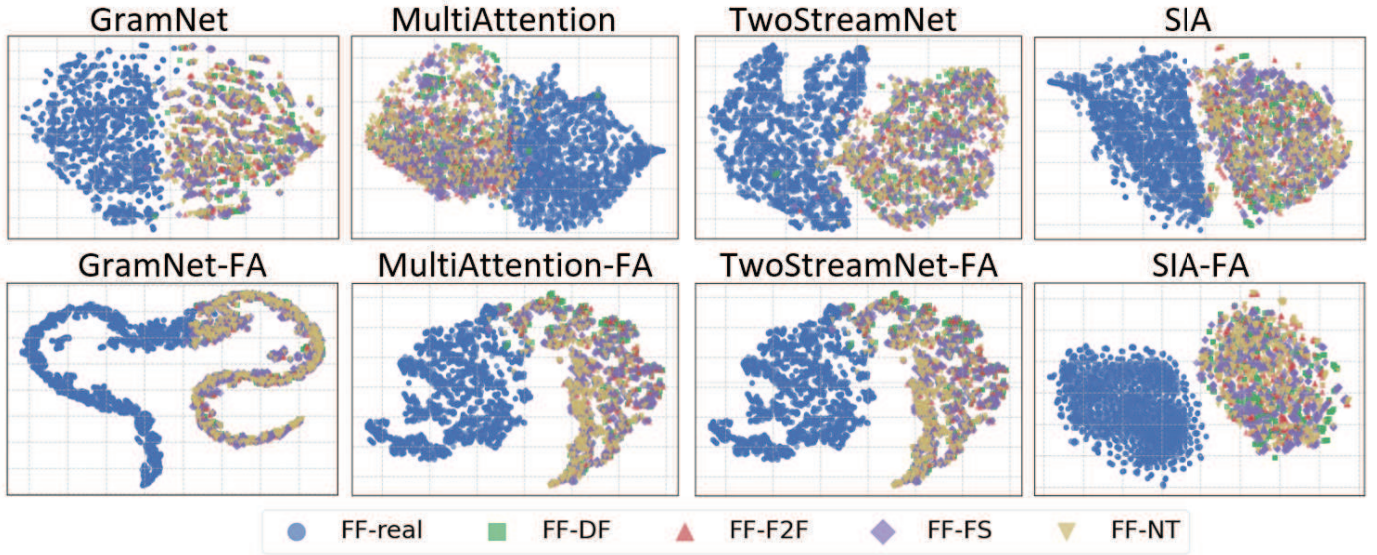 GramNet MultiAttention TwoStreamNet SIA
GramNet-FA MultiAttention-FA TwoStreamNet-FA SIA-FA
FF-real FF-DF FF-F2F FF-FS FF-NT